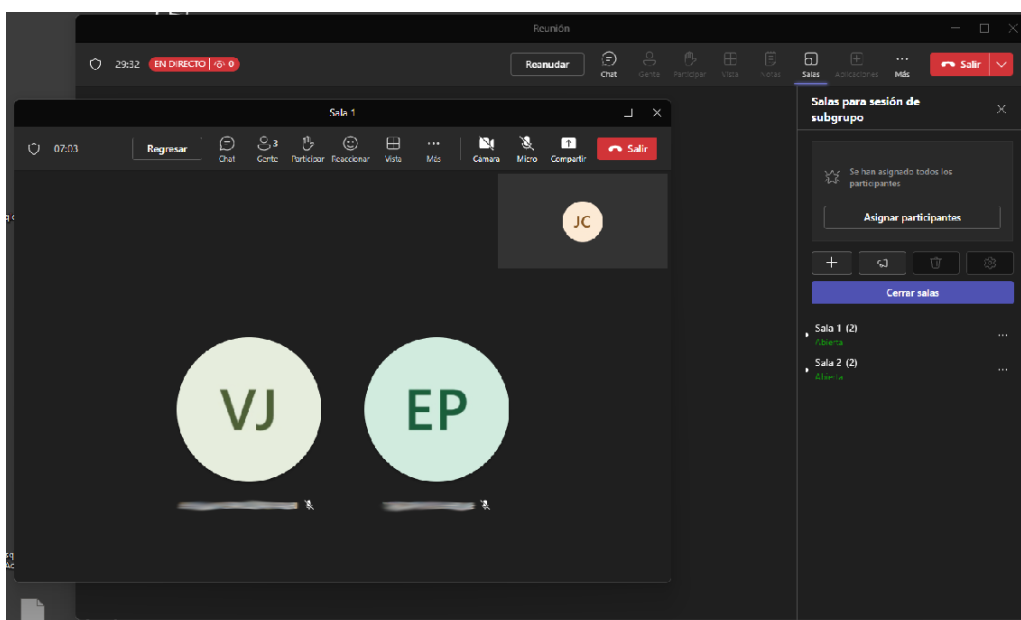 Reunión
29:32 EN DIRECTO 0
Reanudar
Chat Gente Participar Vista Notas Salas Aplicaciones Más Salir
Sala 1
07:03
Regresar
Chat Gente 3 Participar Reaccionar Vista Más Cámara Micro Compartir Salir
JC
VJ EP
Salas para sesión de
subgrupo
Se han asignado todos los
participantes
Asignar participantes
Cerrar salas
Sala 1 (2)
Abierta
Sala 2 (2)
Abierta